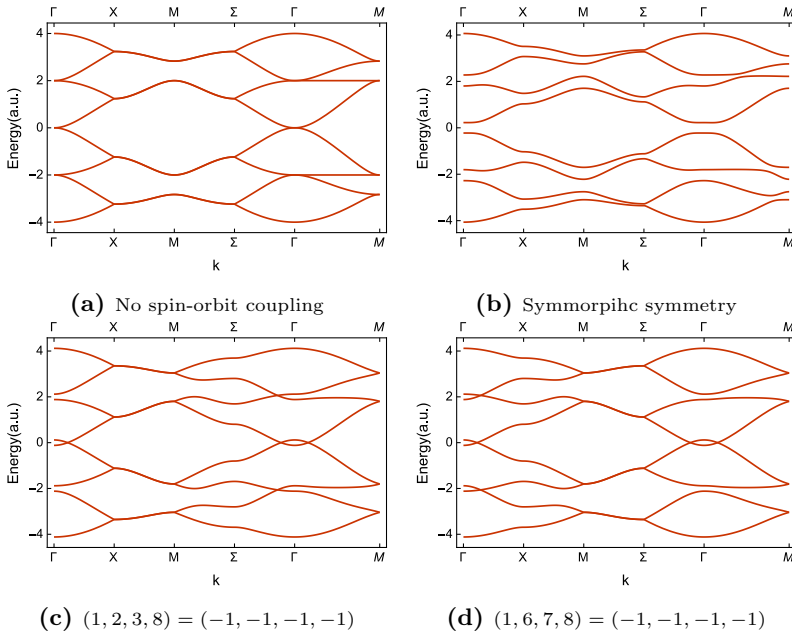 Γ X M Σ Γ M
Γ X M Σ Γ M
4 4
2 2
0 0
−2 −2
−4 −4
Energy(a.u.) Energy(a.u.)
Γ X M Σ Γ M
Γ X M Σ Γ M
k k
(a) No spin-orbit coupling
(b) Symmorpihc symmetry
Γ X M Σ Γ M
Γ X M Σ Γ M
4 4
2 2
0 0
−2 −2
−4 −4
Energy(a.u.) Energy(a.u.)
Γ X M Σ Γ M
Γ X M Σ Γ M
k k
(c) (1, 2, 3, 8) = (−1, −1, −1, −1)
(d) (1, 6, 7, 8) = (−1, −1, −1, −1)